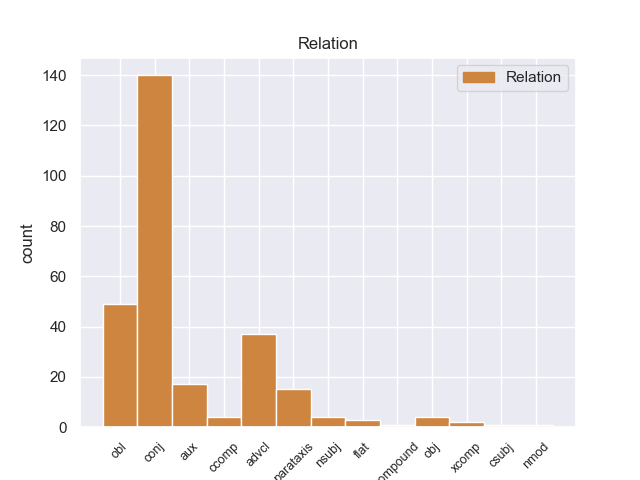 Relation
Relation
140
120
100
80
60
40
20
0
count
obl
conj
aux
ccomp
advcl
parataxis
nsubj
flat
ompound
obj
xcomp
csubj
nmod